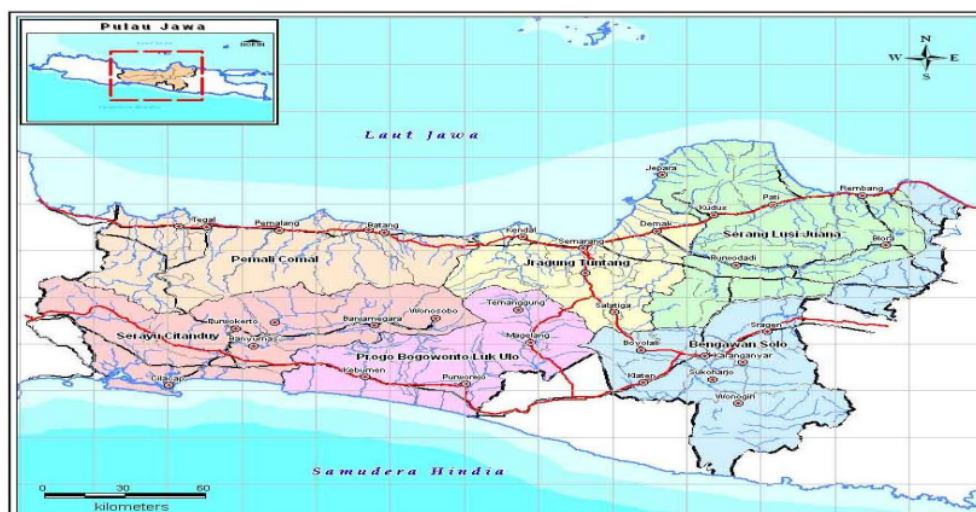 Pulau Jawa
N
W E
S
Laut Jawa
Jepara
Rembang
Pati
Kudus
Tegal
Pemalang
Batang
Kendal
Demak
Serang Lusi Juana
Semarang
Blora
Pemali Comal
Jragung Tuntang
Purwodadi
Temanggung
Salatiga
Wonosobo
Banjarnegara
Purwokerto
Sragen
Serayu Citanduy
Magelang
Banyumas
Boyolali
Bengawan Solo
Progo Bogowonto Luk Ulo
Karanganyar
Kebumen
Sukoharjo
Cilacap
Purworejo
Klaten
Wonogiri
Samudera Hindia
0 30 60
kilometers